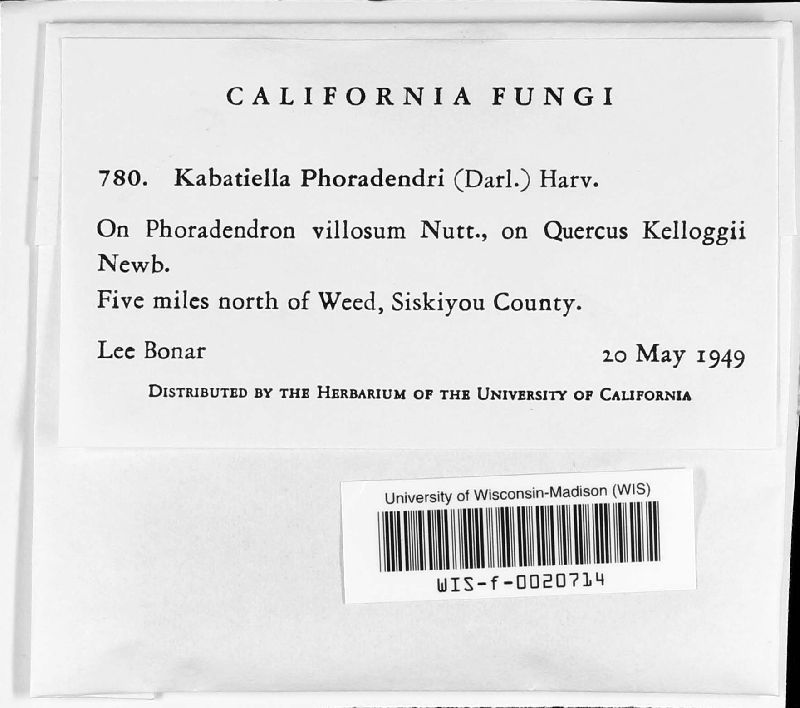 CALIFORNIA FUNGI
780. Kabatiella Phoradendri (Darl.) Harv.
On Phoradendron villosum Nutt., on Quercus Kelloggii
Newb.
Five miles north of Weed, Siskiyou County.
Lee Bonar 20 May 1949
Distributed by the Herbarium of the University of California
University of Wisconsin-Madison (WIS)
WIS-f-0020714